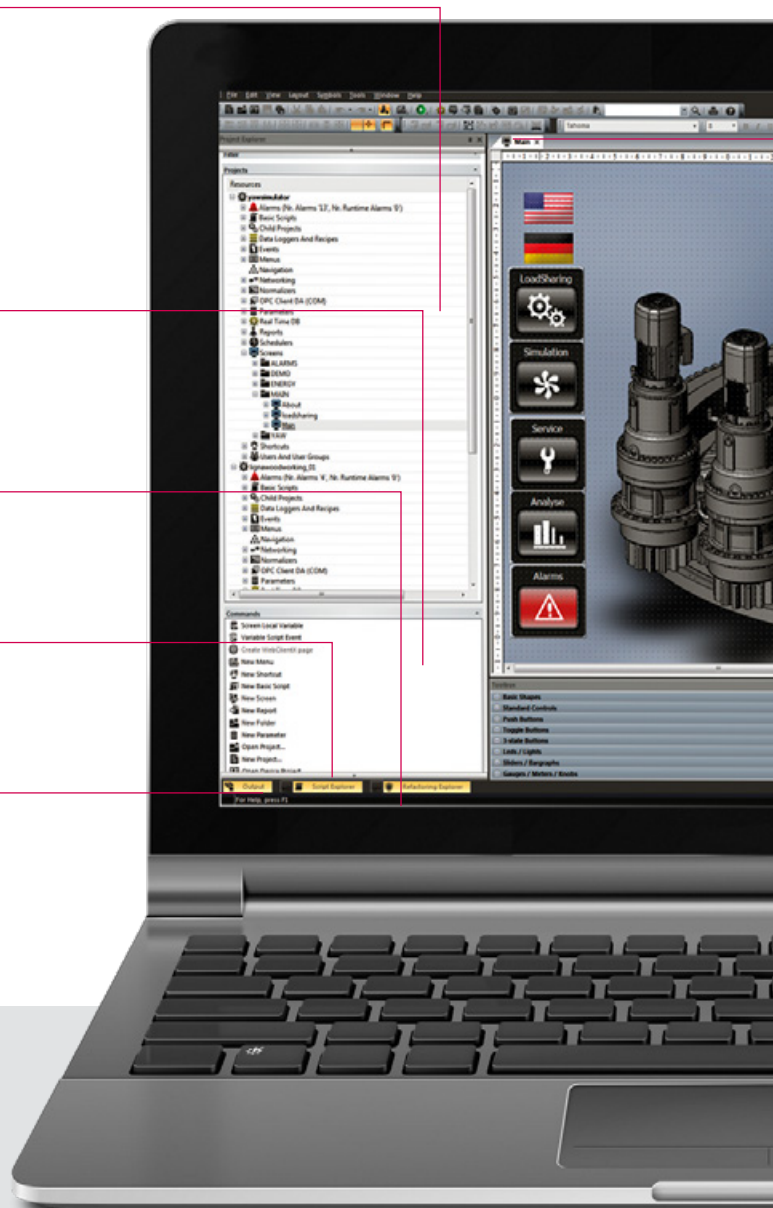 File Edit View Layout Symbols Tools Window Help
Tahoma
8
Project Explorer
Filter
Projects
Resources
yawsimulator
Alarms (Nr. Alarms '13', Nr. Runtime Alarms '0')
Basic Scripts
Child Projects
Data Loggers And Recipes
Events
Menus
Navigation
Networking
Normalizers
OPC Client DA (COM)
Parameters
Real Time DB
Reports
Schedulers
Screens
ALARMS
DEMO
ENERGY
MAIN
About
loadsharing
Main
YAW
Shortcuts
Users And User Groups
Alarms (Nr. Alarms '4', Nr. Runtime Alarms '0')
Basic Scripts
Child Projects
Data Loggers And Recipes
Events
Menus
Navigation
Networking
Normalizers
OPC Client DA (COM)
Parameters
Commands
Screen Local Variable
Variable Script Event
Create WebClientX page
New Menu
New Shortcut
New Basic Script
New Screen
New Report
New Folder
New Parameter
Open Project...
New Project...
Output
Script Explorer
Refactoring Explorer
For Help, press F1
Main
LoadSharing
Simulation
Service
Analyse
Alarms
Toolbox
Basic Shapes
Standard Controls
Push Buttons
Toggle Buttons
3-state Buttons
Leds / Lights
Sliders / Bargraphs
Gauges / Meters / Knobs